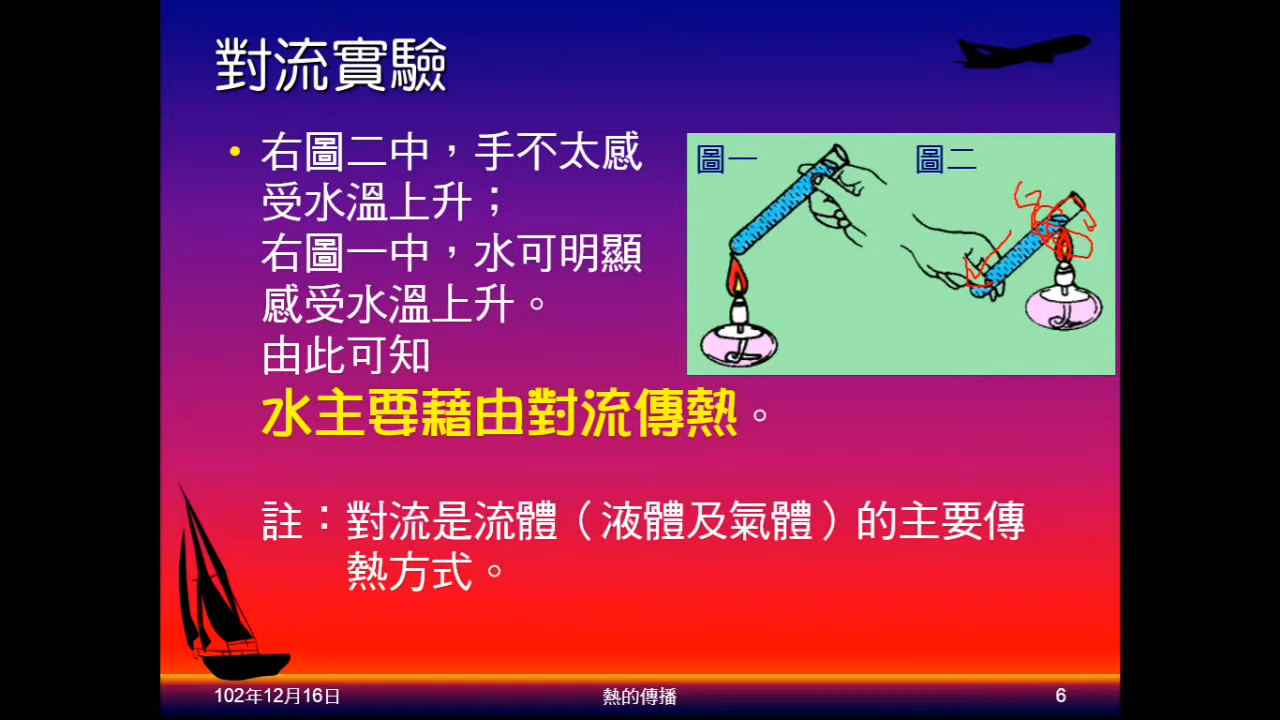 對流實驗
• 右圖二中，手不太感
受水溫上升；
右圖一中，水可明顯
感受水溫上升。
由此可知
水主要藉由對流傳熱。
圖一
圖二
註：對流是流體（液體及氣體）的主要傳
熱方式。
102年12月16日
熱的傳播
6